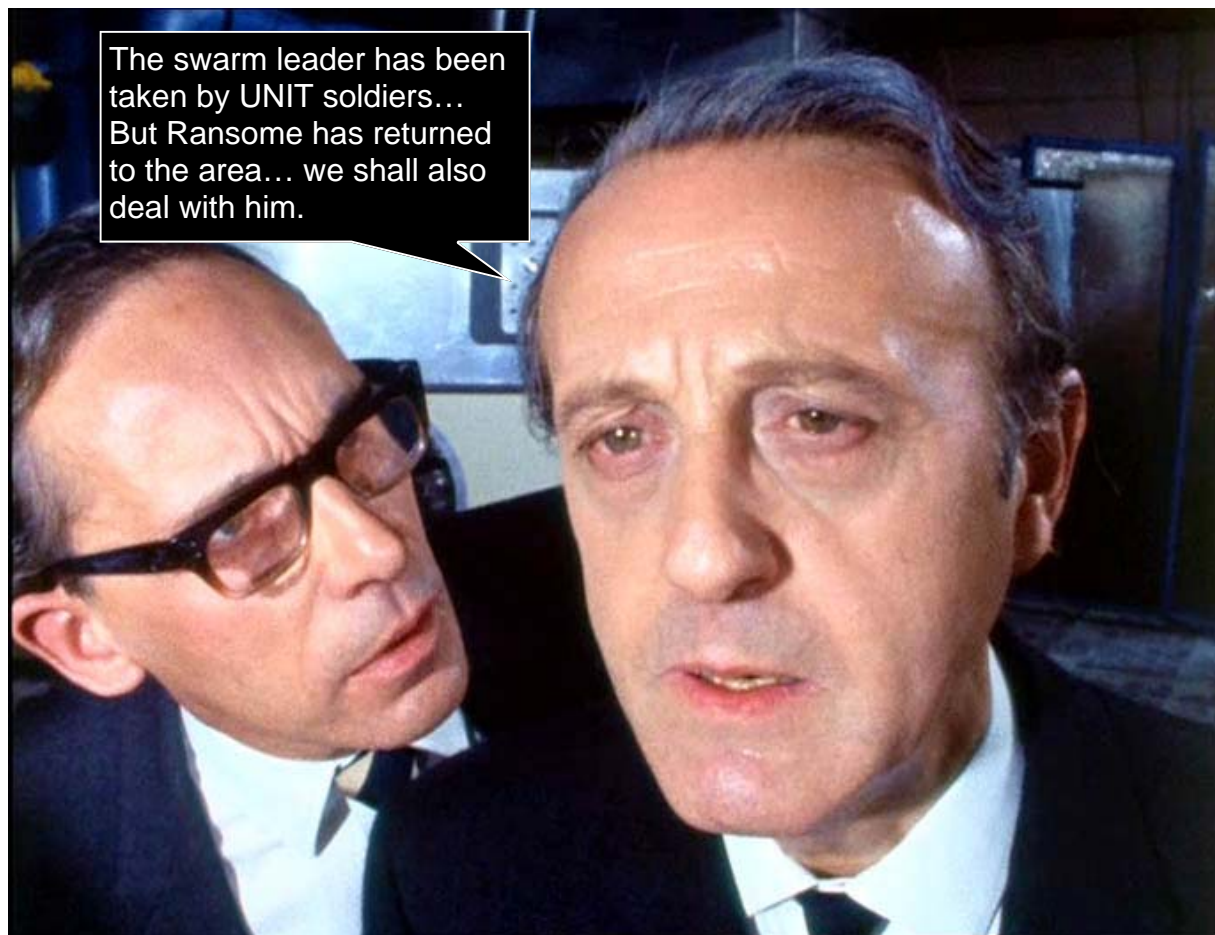 The swarm leader has been
taken by UNIT soldiers…
But Ransome has returned
to the area… we shall also
deal with him.